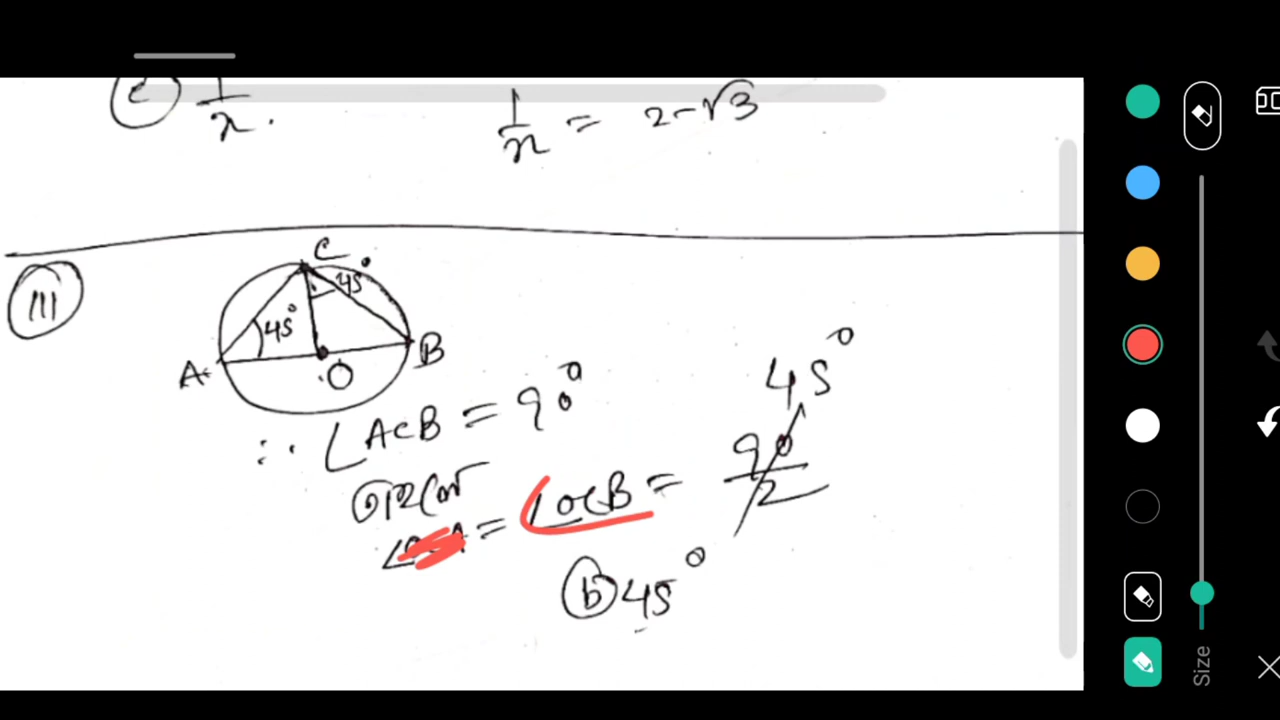 (c) 1/x.
1/x = 2-√3
(III)
C
45°
45
A
B
O
∴ ∠ACB = 90°
তাহলে
= ∠OCB = 90/2
45°
(b) 45°
Size